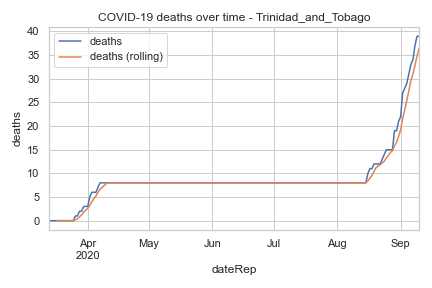 COVID-19 deaths over time - Trinidad_and_Tobago
deaths
deaths (rolling)
40
35
30
25
20
15
10
5
0
deaths
Apr
2020
May
Jun
Jul
Aug
Sep
dateRep